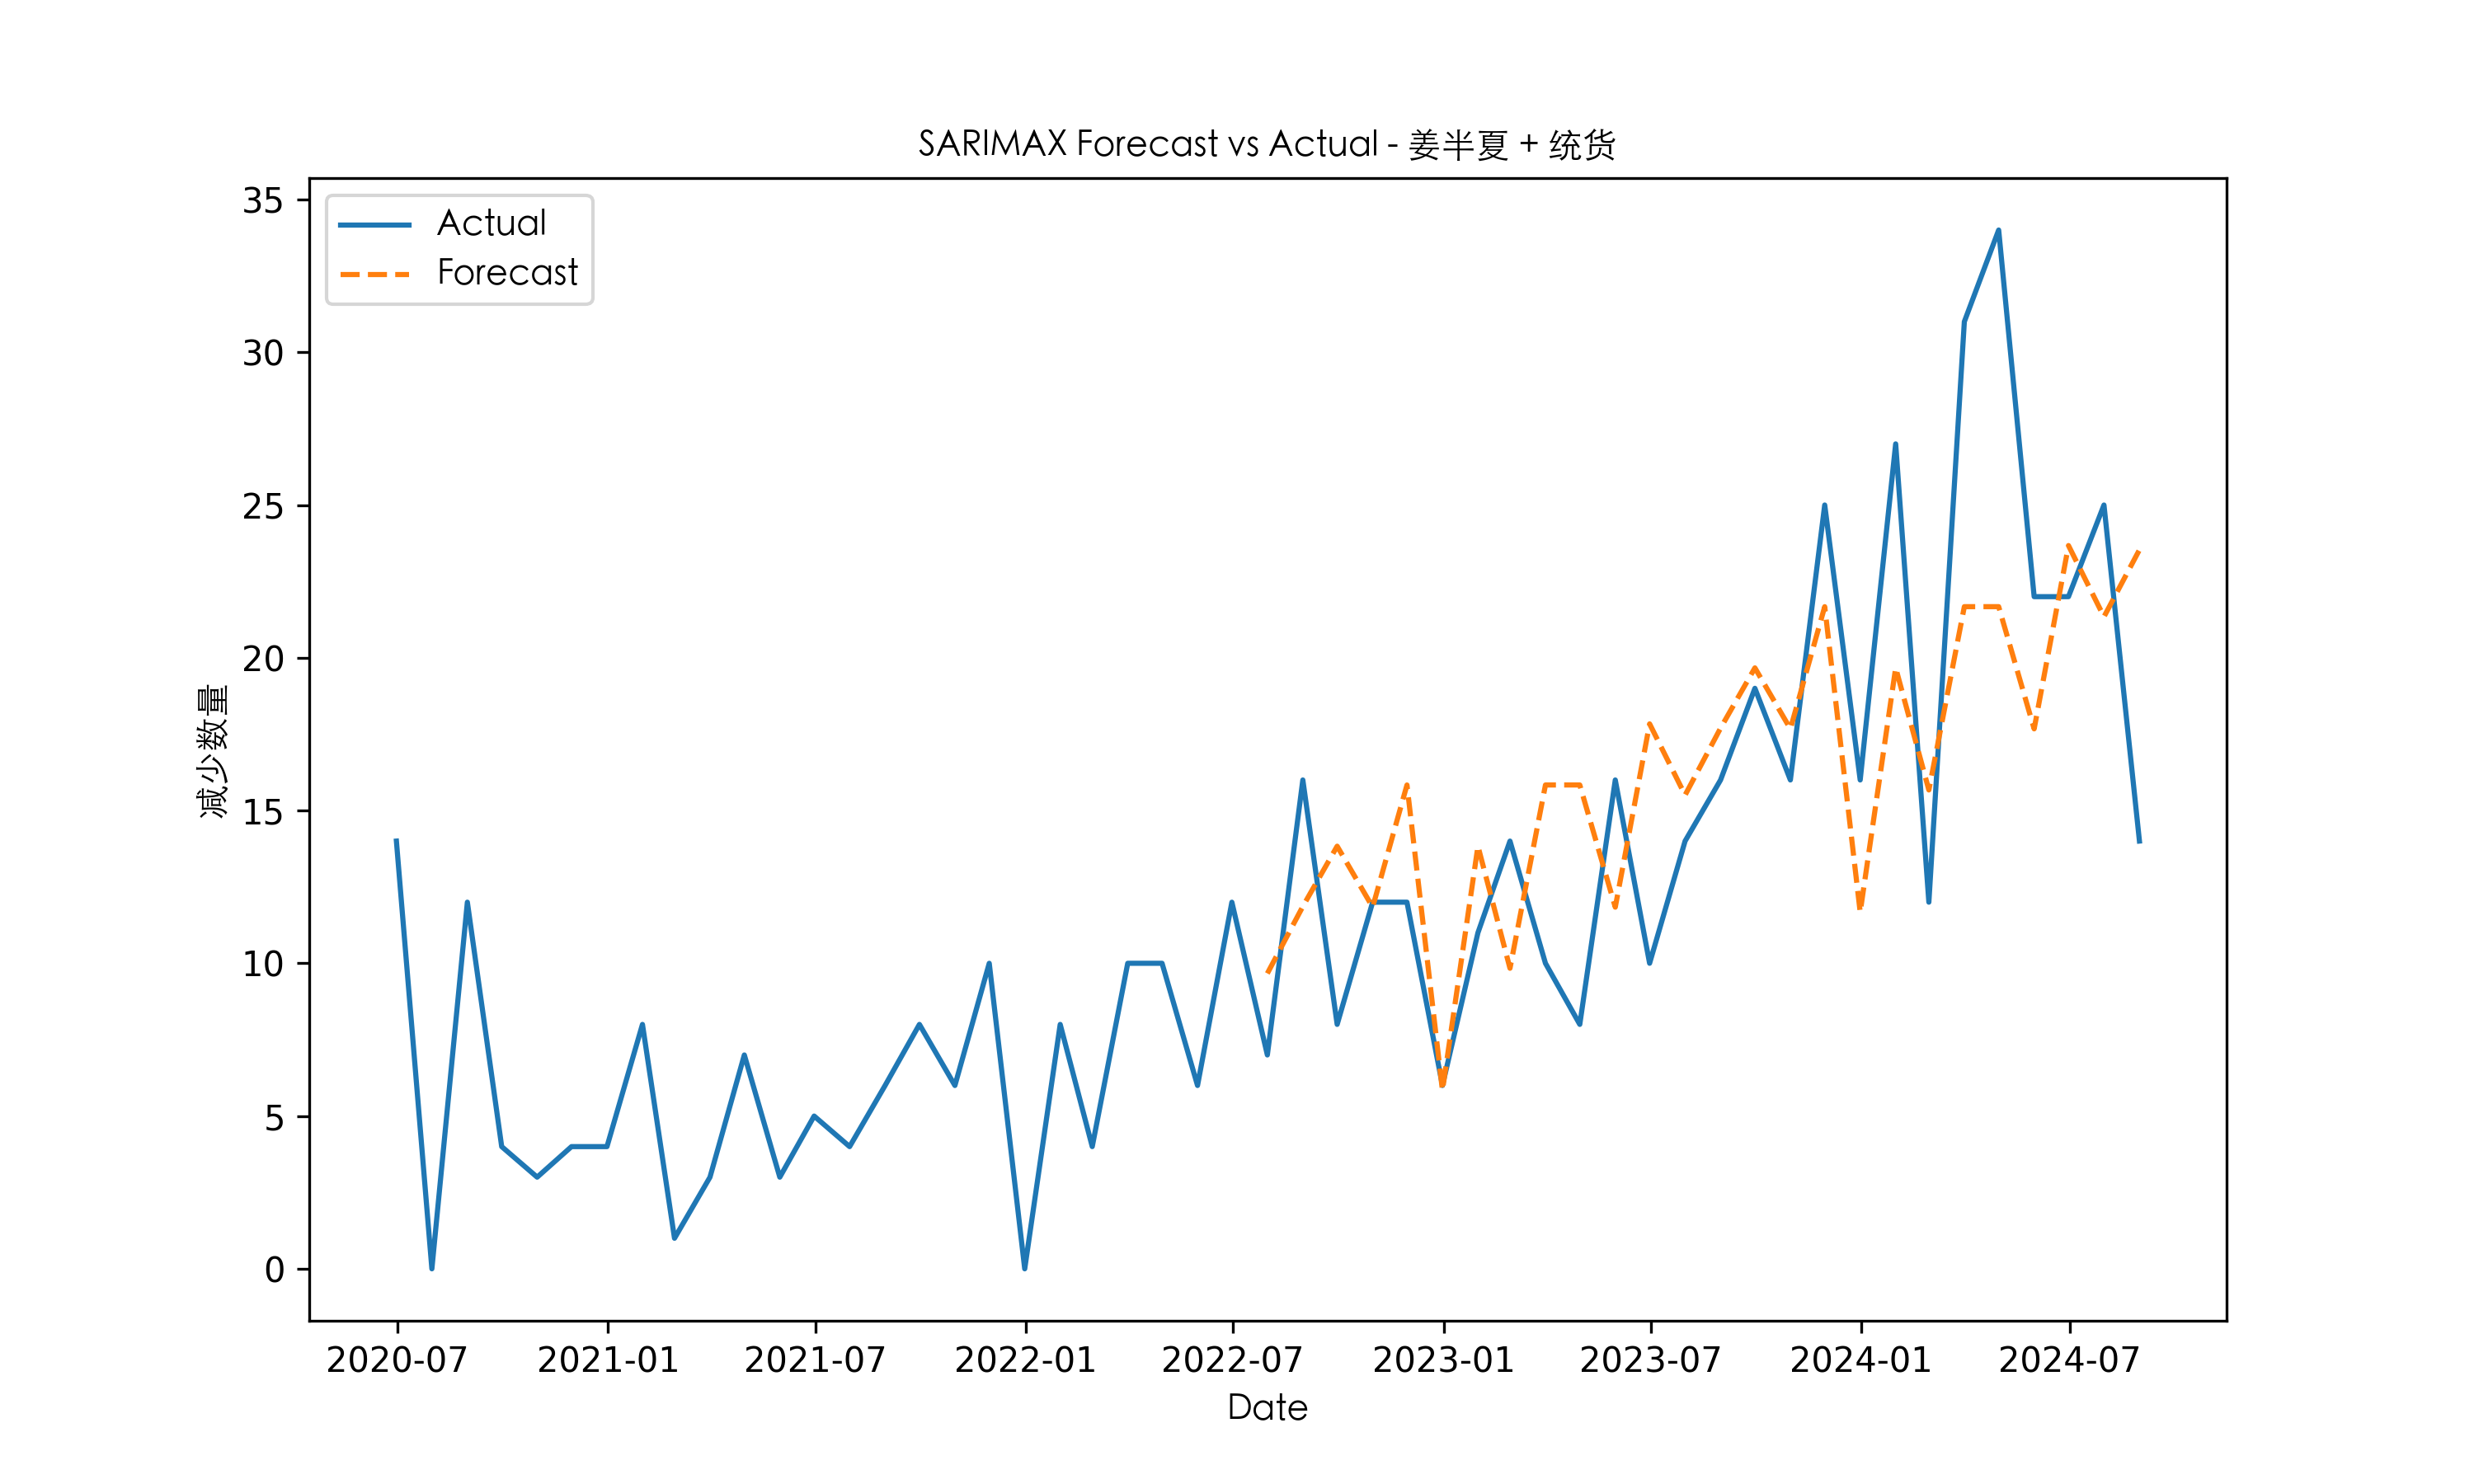 SARIMAX Forecast vs Actual - 姜半夏 + 统货
Actual
Forecast
35
30
25
20
15
10
5
0
减少数量
2020-07 2021-01 2021-07 2022-01 2022-07 2023-01 2023-07 2024-01 2024-07
Date